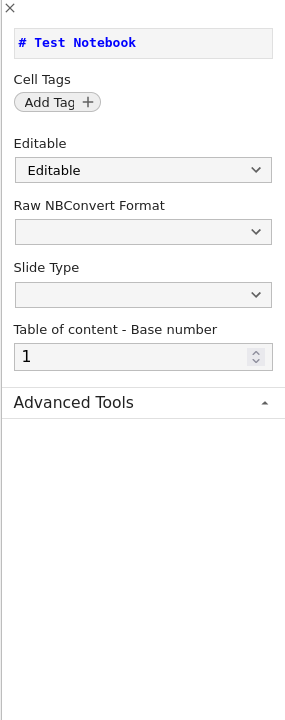 # Test Notebook
Cell Tags
Add Tag
Editable
Editable
Raw NBConvert Format
Slide Type
Table of content - Base number
1
Advanced Tools